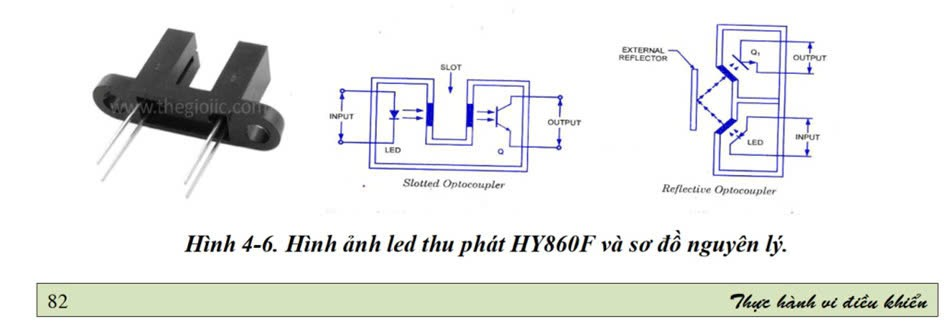 www.thegioiic.com
SLOT
INPUT
LED
Q
OUTPUT
Slotted Optocoupler
EXTERNAL
REFLECTOR
Q1
OUTPUT
INPUT
LED
Reflective Optocoupler
Hình 4-6. Hình ảnh led thu phát HY860F và sơ đồ nguyên lý.
82
Thực hành vi điều khiển